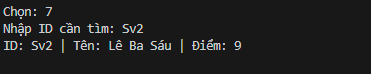 Chọn: 7
Nhập ID cần tìm: Sv2
ID: Sv2 | Tên: Lê Ba Sáu | Điểm: 9